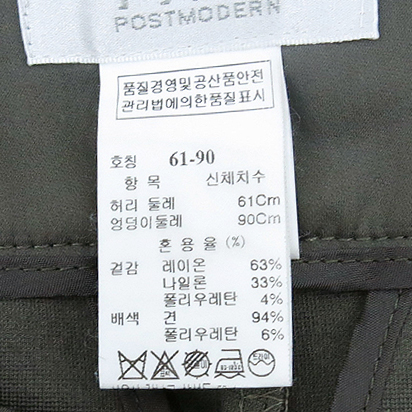 POSTMODERN
품질경영및공산품안전
관리법에의한품질표시
호칭 61-90
항 목 신체치수
허리 둘레 61Cm
엉덩이둘레 90Cm
혼 용 율 (%)
겉감 레이온 63%
나일론 33%
폴리우레탄 4%
배색 견 94%
폴리우레탄 6%
드라이